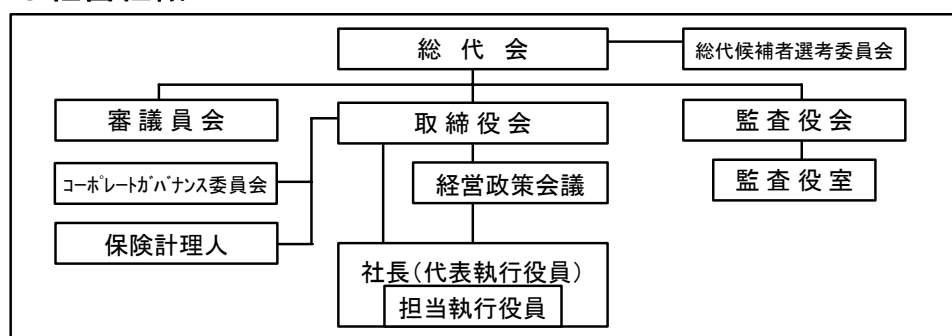 総代会
総代候補者選考委員会
審議員会
取締役会
監査役会
コーポレートガバナンス委員会
経営政策会議
監査役室
保険計理人
社長(代表執行役員)
担当執行役員